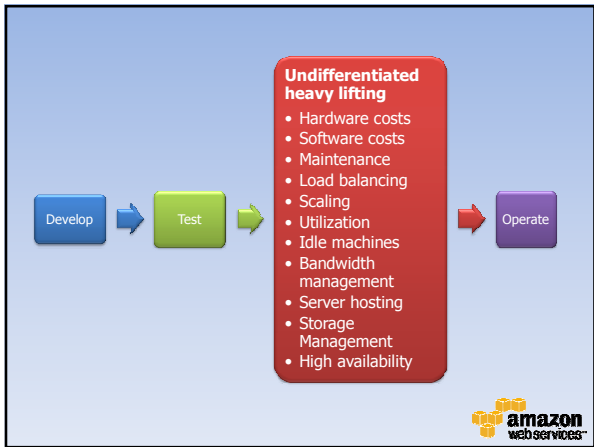 Undifferentiated
heavy lifting
• Hardware costs
• Software costs
• Maintenance
• Load balancing
• Scaling
• Utilization
• Idle machines
• Bandwidth
management
• Server hosting
• Storage
Management
• High availability
Develop
Test
Operate
amazon
webservices™